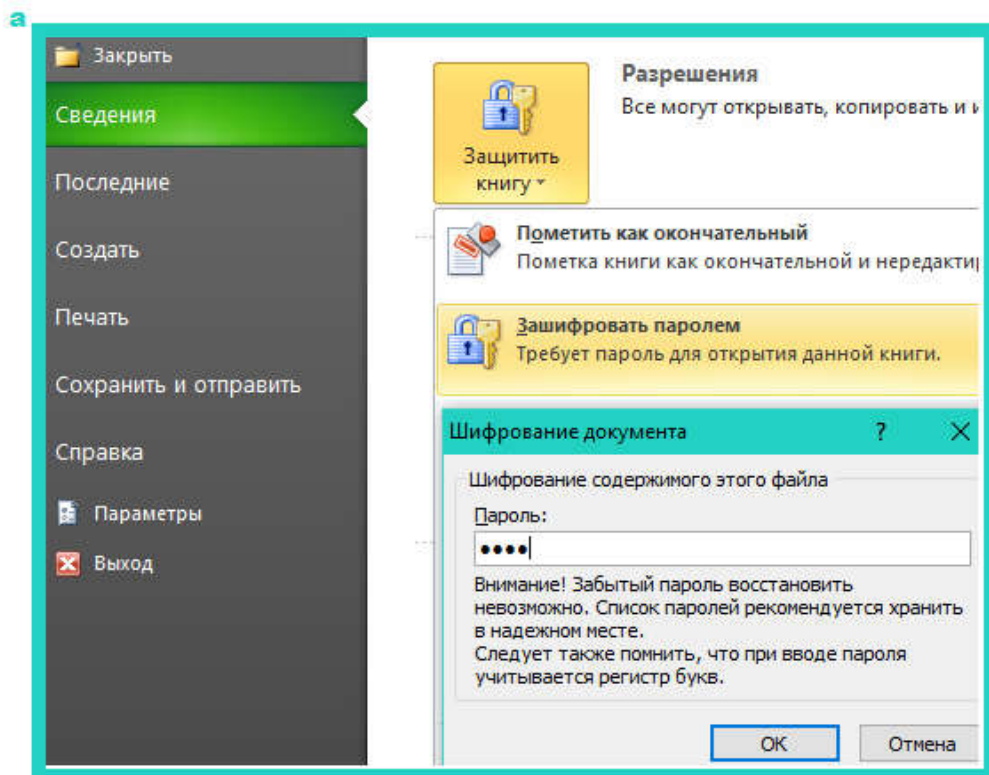 а
Закрыть
Сведения
Последние
Создать
Печать
Сохранить и отправить
Справка
Параметры
Выход
Защитить
книгу
Разрешения
Все могут открывать, копировать и
Пометить как окончательный
Пометка книги как окончательной и
Зашифровать паролем
Требует пароль для открытия данной книги.
Шифрование документа ?
Шифрование содержимого этого файла
Пароль:
••••
Внимание! Забытый пароль восстановить
невозможно. Список паролей рекомендуется хранить
в надежном месте.
Следует также помнить, что при вводе пароля
учитывается регистр букв.
ОК Отмена